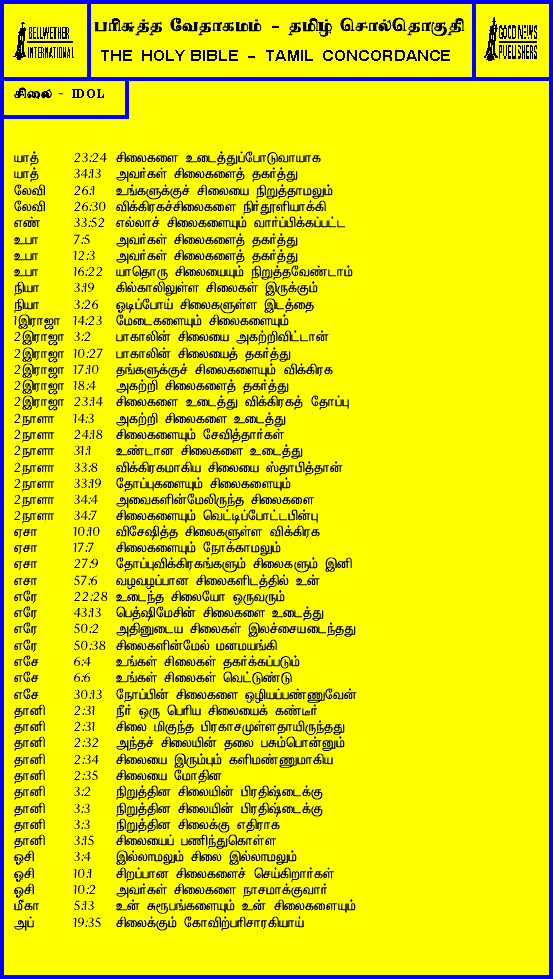 BELLWETHER
INTERNATIONAL
பரிசுத்த வேதாகமம் - தமிழ் சொல்தொகுதி
THE HOLY BIBLE - TAMIL CONCORDANCE
GOOD NEWS
PUBLISHERS
சிலை - IDOL
யாத் 23:24 சிலைகளை உடைத்துப்போடுவாயாக
யாத் 34:13 அவர்கள் சிலைகளைத் தகர்த்து
லேவி 26:1 உங்களுக்குச் சிலையை நிறுத்தாமலும்
லேவி 26:30 விக்கிரகச்சிலைகளை நிர்தூளியாக்கி
எண் 33:52 எல்லாச் சிலைகளையும் வார்ப்பிக்கப்பட்ட
உபா 7:5 அவர்கள் சிலைகளைத் தகர்த்து
உபா 12:3 அவர்கள் சிலைகளைத் தகர்த்து
உபா 16:22 யாதொரு சிலையையும் நிறுத்தவேண்டாம்
நியா 3:19 கில்காலிலுள்ள சிலைகள் இருக்கும்
நியா 3:26 ஓடிப்போய் சிலைகளுள்ள இடத்தை
1இராஜா 14:23 மேடைகளையும் சிலைகளையும்
2இராஜா 3:2 பாகாலின் சிலையை அகற்றிவிட்டான்
2இராஜா 10:27 பாகாலின் சிலையைத் தகர்த்து
2இராஜா 17:10 தங்களுக்குச் சிலைகளையும் விக்கிரக
2இராஜா 18:4 அகற்றி சிலைகளைத் தகர்த்து
2இராஜா 23:14 சிலைகளை உடைத்து விக்கிரகத் தோப்பு
2நாளா 14:3 அகற்றி சிலைகளை உடைத்து
2நாளா 24:18 சிலைகளையும் சேவித்தார்கள்
2நாளா 31:1 உண்டான சிலைகளை உடைத்து
2நாளா 33:8 விக்கிரகமாகிய சிலையை ஸ்தாபித்தான்
2நாளா 33:19 தோப்புகளையும் சிலைகளையும்
2நாளா 34:4 அவைகளின்மேலிருந்த சிலைகளை
2நாளா 34:7 சிலைகளையும் வெட்டிப்போட்டபின்பு
ஏசா 10:10 விசேஷித்த சிலைகளுள்ள விக்கிரக
ஏசா 17:7 சிலைகளையும் நோக்காமலும்
ஏசா 27:9 தோப்புவிக்கிரகங்களும் சிலைகளும் இனி
ஏசா 57:6 வழவழப்பான சிலைகளிடத்தில் உன்
எரே 22:28 உடைந்த சிலையோ ஒருவரும்
எரே 43:13 பெத்ஷிமேசின் சிலைகளை உடைத்து
எரே 50:2 அதினுடைய சிலைகள் இலச்சையடைந்தது
எரே 50:38 சிலைகளின்மேல் மனமயங்கி
எசே 6:4 உங்கள் சிலைகள் தகர்க்கப்படும்
எசே 6:6 உங்கள் சிலைகள் வெட்டுண்டு
எசே 30:13 நோப்பின் சிலைகளை ஒழியப்பண்ணுவேன்
தானி 2:31 நீர் ஒரு பெரிய சிலையைக் கண்டீர்
தானி 2:31 சிலை மிகுந்த பிரகாசமுள்ளதாயிருந்தது
தானி 2:32 அந்தச் சிலையின் தலை பசும்பொன்னும்
தானி 2:34 சிலையை இரும்பும் களிமண்ணுமாகிய
தானி 2:35 சிலையை மோதின
தானி 3:2 நிறுத்தின சிலையின் பிரதிஷ்டைக்கு
தானி 3:3 நிறுத்தின சிலையின் பிரதிஷ்டைக்கு
தானி 3:3 நிறுத்தின சிலைக்கு எதிராக
தானி 3:15 சிலையைப் பணிந்துகொள்ள
ஓசி 3:4 இல்லாமலும் சிலை இல்லாமலும்
ஓசி 10:1 சிறப்பான சிலைகளைச் செய்கிறார்கள்
ஓசி 10:2 அவர்கள் சிலைகளை நாசமாக்குவார்
மீகா 5:13 உன் சுரூபங்களையும் உன் சிலைகளையும்
அப் 19:35 சிலைக்கும் கோவிற்பரிசாரகியாய்